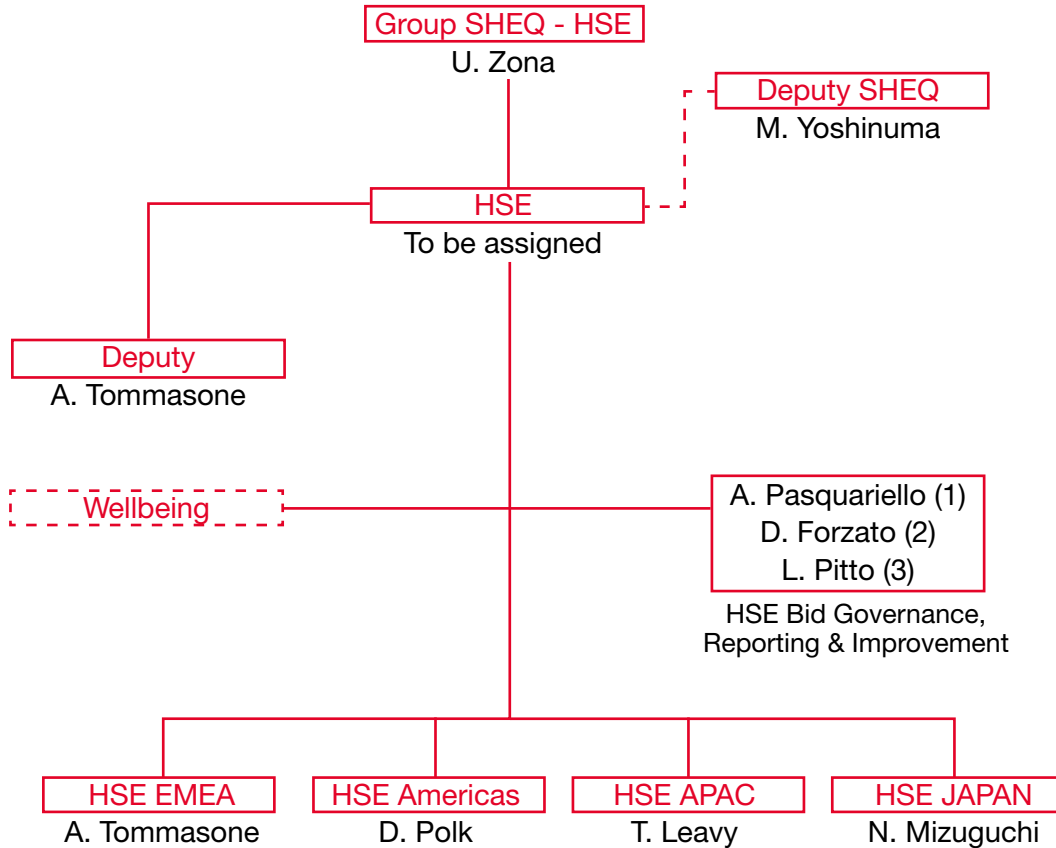 Group SHEQ - HSE
U. Zona
Deputy SHEQ
M. Yoshinuma
HSE
To be assigned
Deputy
A. Tommasone
Wellbeing
A. Pasquariello (1)
D. Forzato (2)
L. Pitto (3)
HSE Bid Governance,
Reporting & Improvement
HSE EMEA
A. Tommasone
HSE Americas
D. Polk
HSE APAC
T. Leavy
HSE JAPAN
N. Mizuguchi